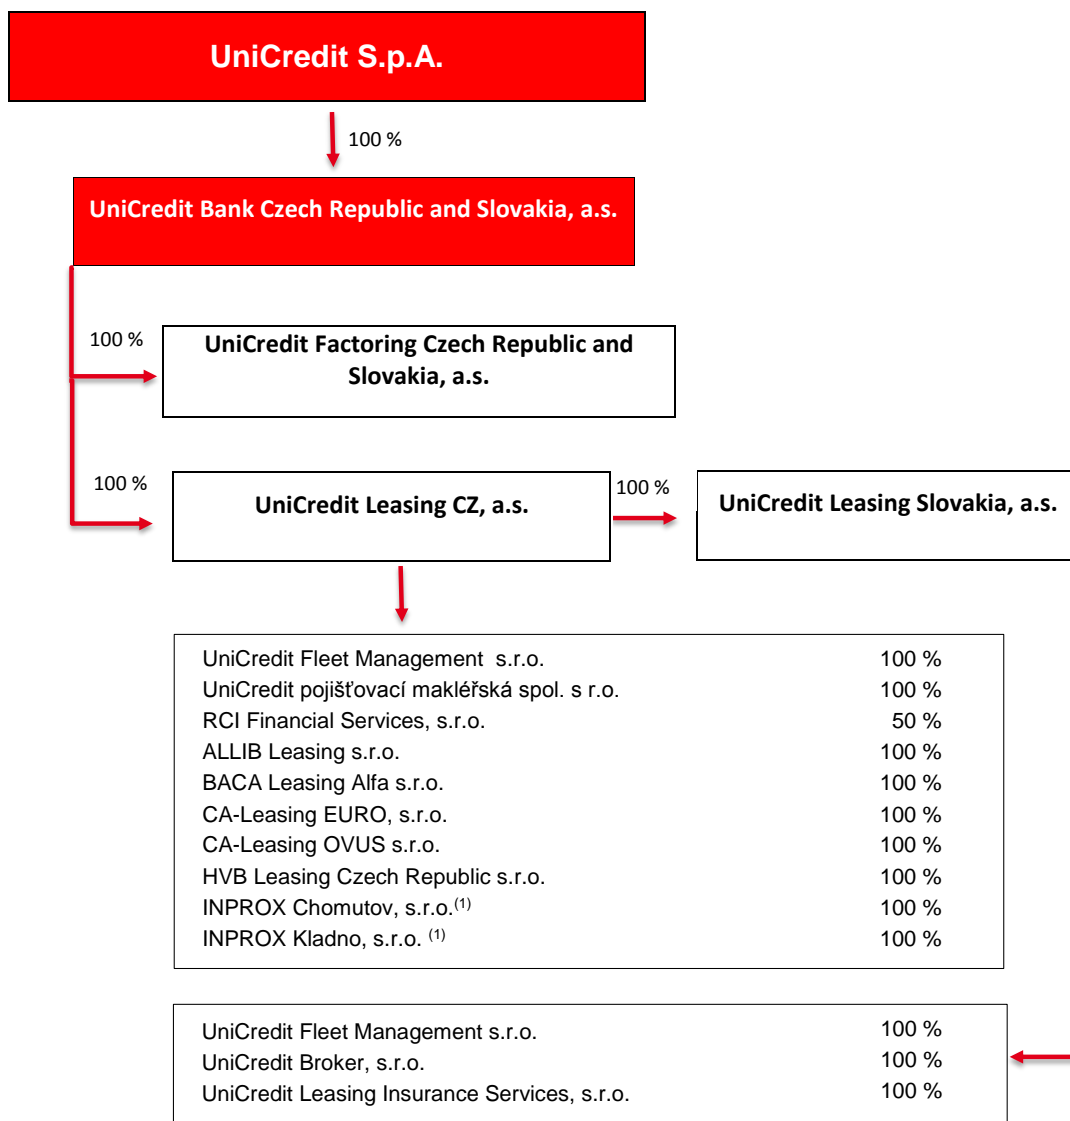 UniCredit S.p.A.
100 %
UniCredit Bank Czech Republic and Slovakia, a.s.
100 %
UniCredit Factoring Czech Republic and
Slovakia, a.s.
100 %
UniCredit Leasing CZ, a.s.
100 %
UniCredit Leasing Slovakia, a.s.
UniCredit Fleet Management s.r.o. 100 %
UniCredit pojišťovací makléřská spol. s r.o. 100 %
RCI Financial Services, s.r.o. 50 %
ALLIB Leasing s.r.o. 100 %
BACA Leasing Alfa s.r.o. 100 %
CA-Leasing EURO, s.r.o. 100 %
CA-Leasing OVUS s.r.o. 100 %
HVB Leasing Czech Republic s.r.o. 100 %
INPROX Chomutov, s.r.o.(1) 100 %
INPROX Kladno, s.r.o. (1) 100 %
UniCredit Fleet Management s.r.o. 100 %
UniCredit Broker, s.r.o. 100 %
UniCredit Leasing Insurance Services, s.r.o. 100 %